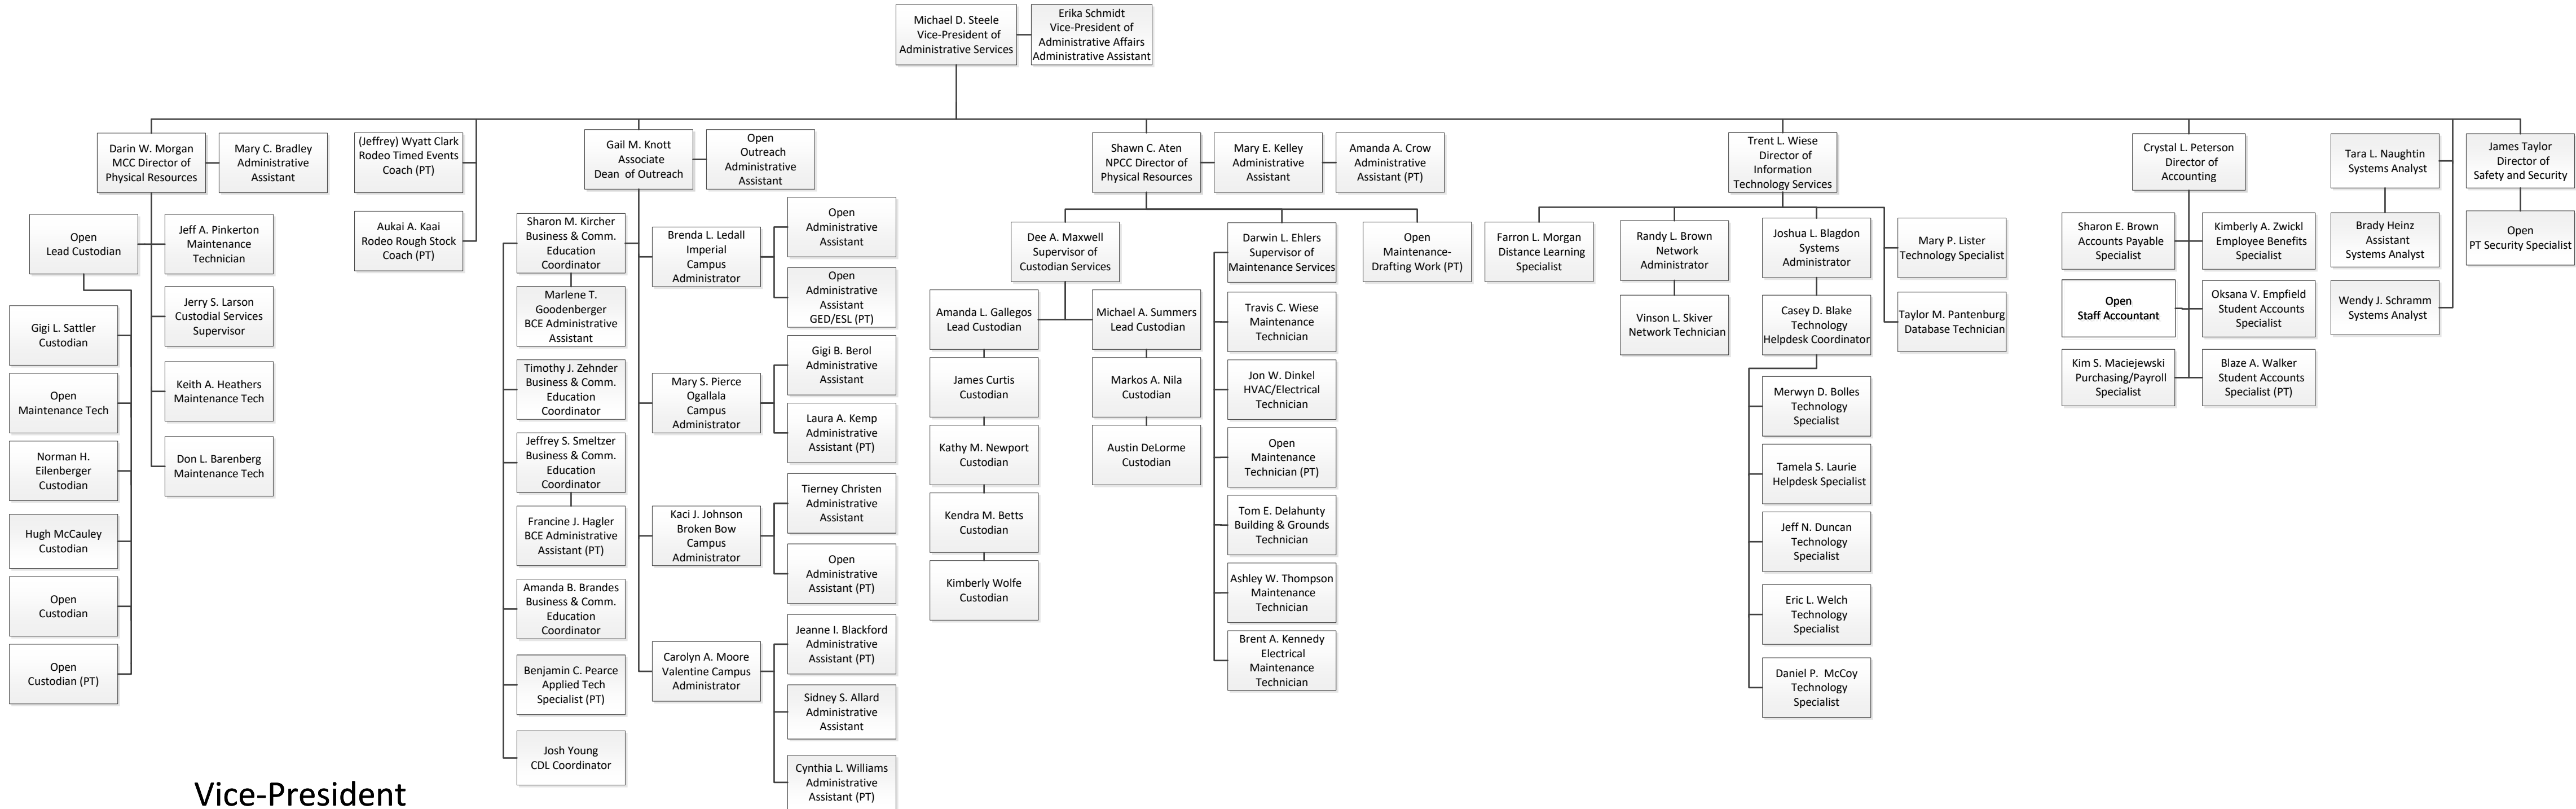 Michael D. Steele
Vice-President of
Administrative Services
Erika Schmidt
Vice-President of
Administrative Affairs
Administrative Assistant
Darin W. Morgan
MCC Director of
Physical Resources
Mary C. Bradley
Administrative
Assistant
(Jeffrey) Wyatt Clark
Rodeo Timed Events
Coach (PT)
Gail M. Knott
Associate
Dean of Outreach
Open
Outreach
Administrative
Assistant
Shawn C. Aten
NPCC Director of
Physical Resources
Mary E. Kelley
Administrative
Assistant
Amanda A. Crow
Administrative
Assistant (PT)
Trent L. Wiese
Director of
Information
Technology Services
Crystal L. Peterson
Director of
Accounting
Tara L. Naughtin
Systems Analyst
James Taylor
Director of
Safety and Security
Open
Lead Custodian
Jeff A. Pinkerton
Maintenance
Technician
Jerry S. Larson
Custodial Services
Supervisor
Keith A. Heathers
Maintenance Tech
Don L. Barenberg
Maintenance Tech
Gigi L. Sattler
Custodian
Open
Maintenance Tech
Norman H.
Eilenberger
Custodian
Hugh McCauley
Custodian
Open
Custodian
Open
Custodian (PT)
Aukai A. Kaai
Rodeo Rough Stock
Coach (PT)
Sharon M. Kircher
Business & Comm.
Education
Coordinator
Marlene T.
Goodenberger
BCE Administrative
Assistant
Timothy J. Zehnder
Business & Comm.
Education
Coordinator
Jeffrey S. Smeltzer
Business & Comm.
Education
Coordinator
Francine J. Hagler
BCE Administrative
Assistant (PT)
Amanda B. Brandes
Business & Comm.
Education
Coordinator
Benjamin C. Pearce
Applied Tech
Specialist (PT)
Josh Young
CDL Coordinator
Brenda L. Ledall
Imperial
Campus
Administrator
Open
Administrative
Assistant
Open
Administrative
Assistant
GED/ESL (PT)
Mary S. Pierce
Ogallala
Campus
Administrator
Gigi B. Berol
Administrative
Assistant
Laura A. Kemp
Administrative
Assistant (PT)
Kaci J. Johnson
Broken Bow
Campus
Administrator
Tierney Christen
Administrative
Assistant
Open
Administrative
Assistant (PT)
Carolyn A. Moore
Valentine Campus
Administrator
Jeanne I. Blackford
Administrative
Assistant (PT)
Sidney S. Allard
Administrative
Assistant
Cynthia L. Williams
Administrative
Assistant (PT)
Dee A. Maxwell
Supervisor of
Custodian Services
Amanda L. Gallegos
Lead Custodian
James Curtis
Custodian
Kathy M. Newport
Custodian
Kendra M. Betts
Custodian
Kimberly Wolfe
Custodian
Michael A. Summers
Lead Custodian
Markos A. Nila
Custodian
Austin DeLorme
Custodian
Darwin L. Ehlers
Supervisor of
Maintenance Services
Travis C. Wiese
Maintenance
Technician
Jon W. Dinkel
HVAC/Electrical
Technician
Open
Maintenance
Technician (PT)
Tom E. Delahunty
Building & Grounds
Technician
Ashley W. Thompson
Maintenance
Technician
Brent A. Kennedy
Electrical
Maintenance
Technician
Open
Maintenance-
Drafting Work (PT)
Farron L. Morgan
Distance Learning
Specialist
Randy L. Brown
Network
Administrator
Vinson L. Skiver
Network Technician
Joshua L. Blagdon
Systems
Administrator
Casey D. Blake
Technology
Helpdesk Coordinator
Merwyn D. Bolles
Technology
Specialist
Tamela S. Laurie
Helpdesk Specialist
Jeff N. Duncan
Technology
Specialist
Eric L. Welch
Technology
Specialist
Daniel P. McCoy
Technology
Specialist
Mary P. Lister
Technology Specialist
Taylor M. Pantenburg
Database Technician
Sharon E. Brown
Accounts Payable
Specialist
Kimberly A. Zwickl
Employee Benefits
Specialist
Open
Staff Accountant
Oksana V. Empfield
Student Accounts
Specialist
Kim S. Maciejewski
Purchasing/Payroll
Specialist
Blaze A. Walker
Student Accounts
Specialist (PT)
Brady Heinz
Assistant
Systems Analyst
Wendy J. Schramm
Systems Analyst
Open
PT Security Specialist
Vice-President